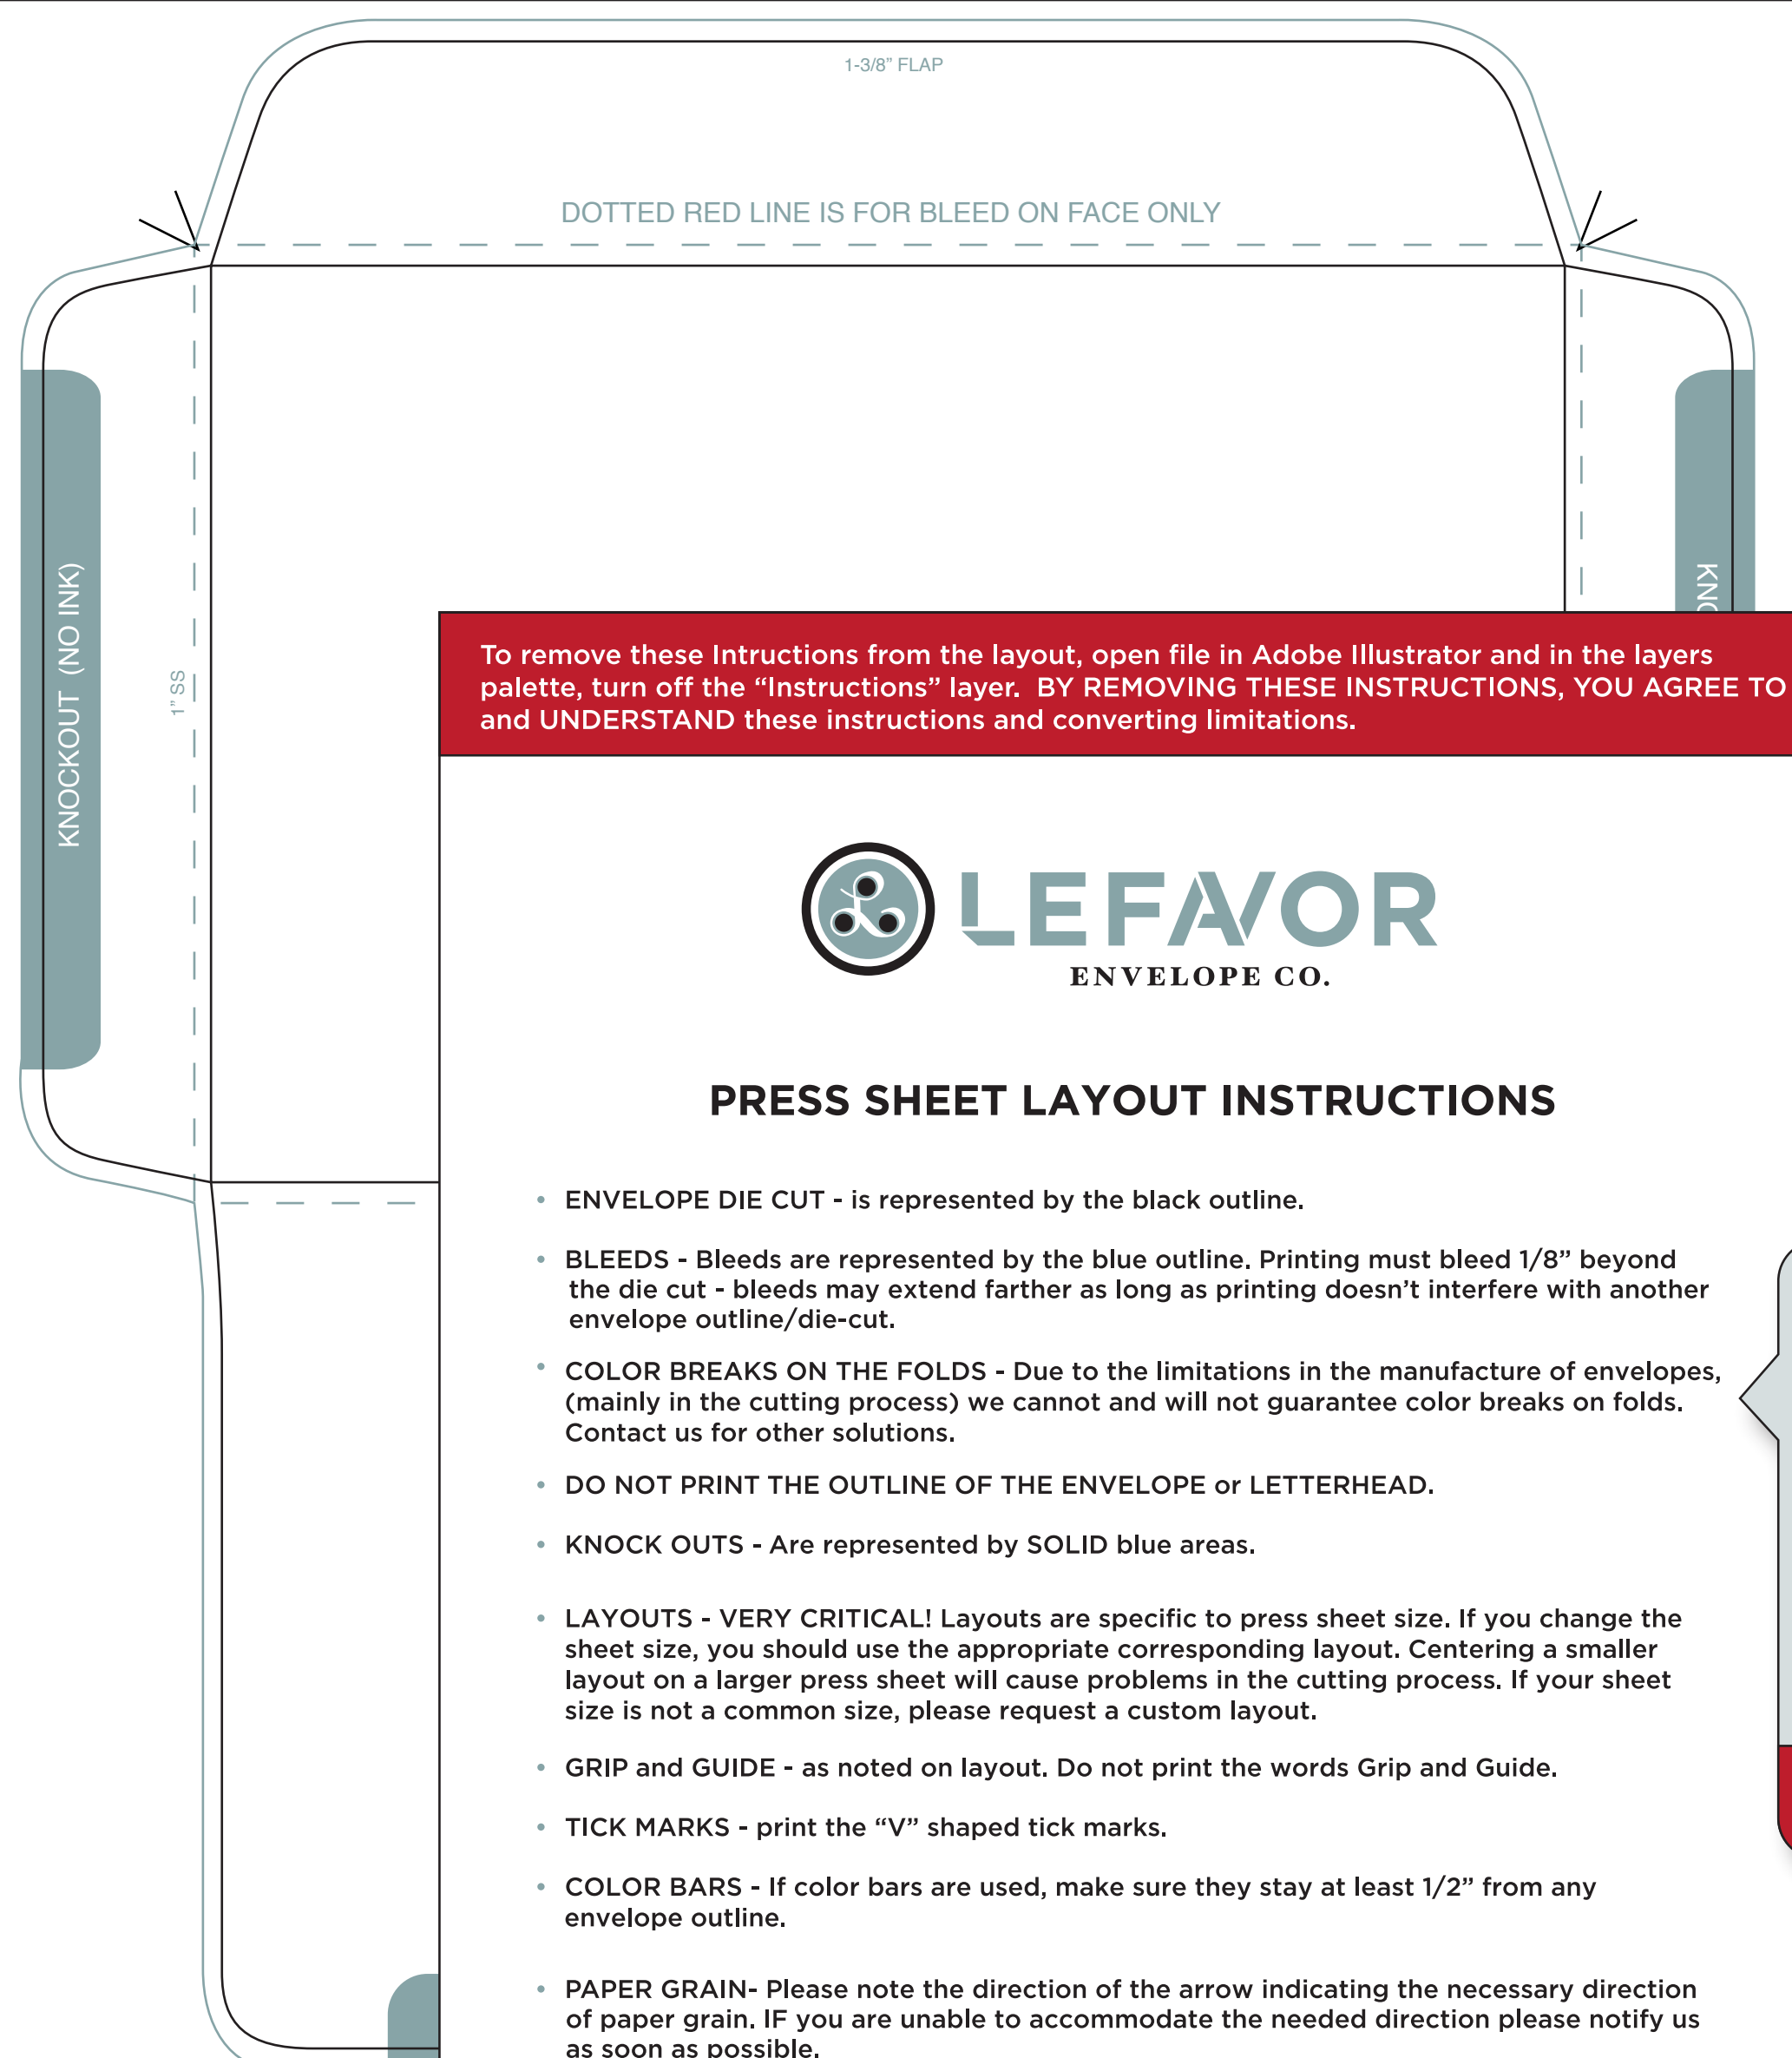 1-3/8” FLAP
DOTTED RED LINE IS FOR BLEED ON FACE ONLY
KNOCKOUT (NO INK)
1” SS
To remove these Intructions from the layout, open file in Adobe Illustrator and in the layers
palette, turn off the “Instructions” layer. BY REMOVING THESE INSTRUCTIONS, YOU AGREE TO
and UNDERSTAND these instructions and converting limitations.
LEFAVOR
ENVELOPE CO.
PRESS SHEET LAYOUT INSTRUCTIONS
• ENVELOPE DIE CUT - is represented by the black outline.
• BLEEDS - Bleeds are represented by the blue outline. Printing must bleed 1/8” beyond
the die cut - bleeds may extend farther as long as printing doesn’t interfere with another
envelope outline/die-cut.
• COLOR BREAKS ON THE FOLDS - Due to the limitations in the manufacture of envelopes,
(mainly in the cutting process) we cannot and will not guarantee color breaks on folds.
Contact us for other solutions.
• DO NOT PRINT THE OUTLINE OF THE ENVELOPE or LETTERHEAD.
• KNOCK OUTS - Are represented by SOLID blue areas.
• LAYOUTS - VERY CRITICAL! Layouts are specific to press sheet size. If you change the
sheet size, you should use the appropriate corresponding layout. Centering a smaller
layout on a larger press sheet will cause problems in the cutting process. If your sheet
size is not a common size, please request a custom layout.
• GRIP and GUIDE - as noted on layout. Do not print the words Grip and Guide.
• TICK MARKS - print the “V” shaped tick marks.
• COLOR BARS - If color bars are used, make sure they stay at least 1/2” from any
envelope outline.
• PAPER GRAIN- Please note the direction of the arrow indicating the necessary direction
of paper grain. IF you are unable to accommodate the needed direction please notify us
as soon as possible.